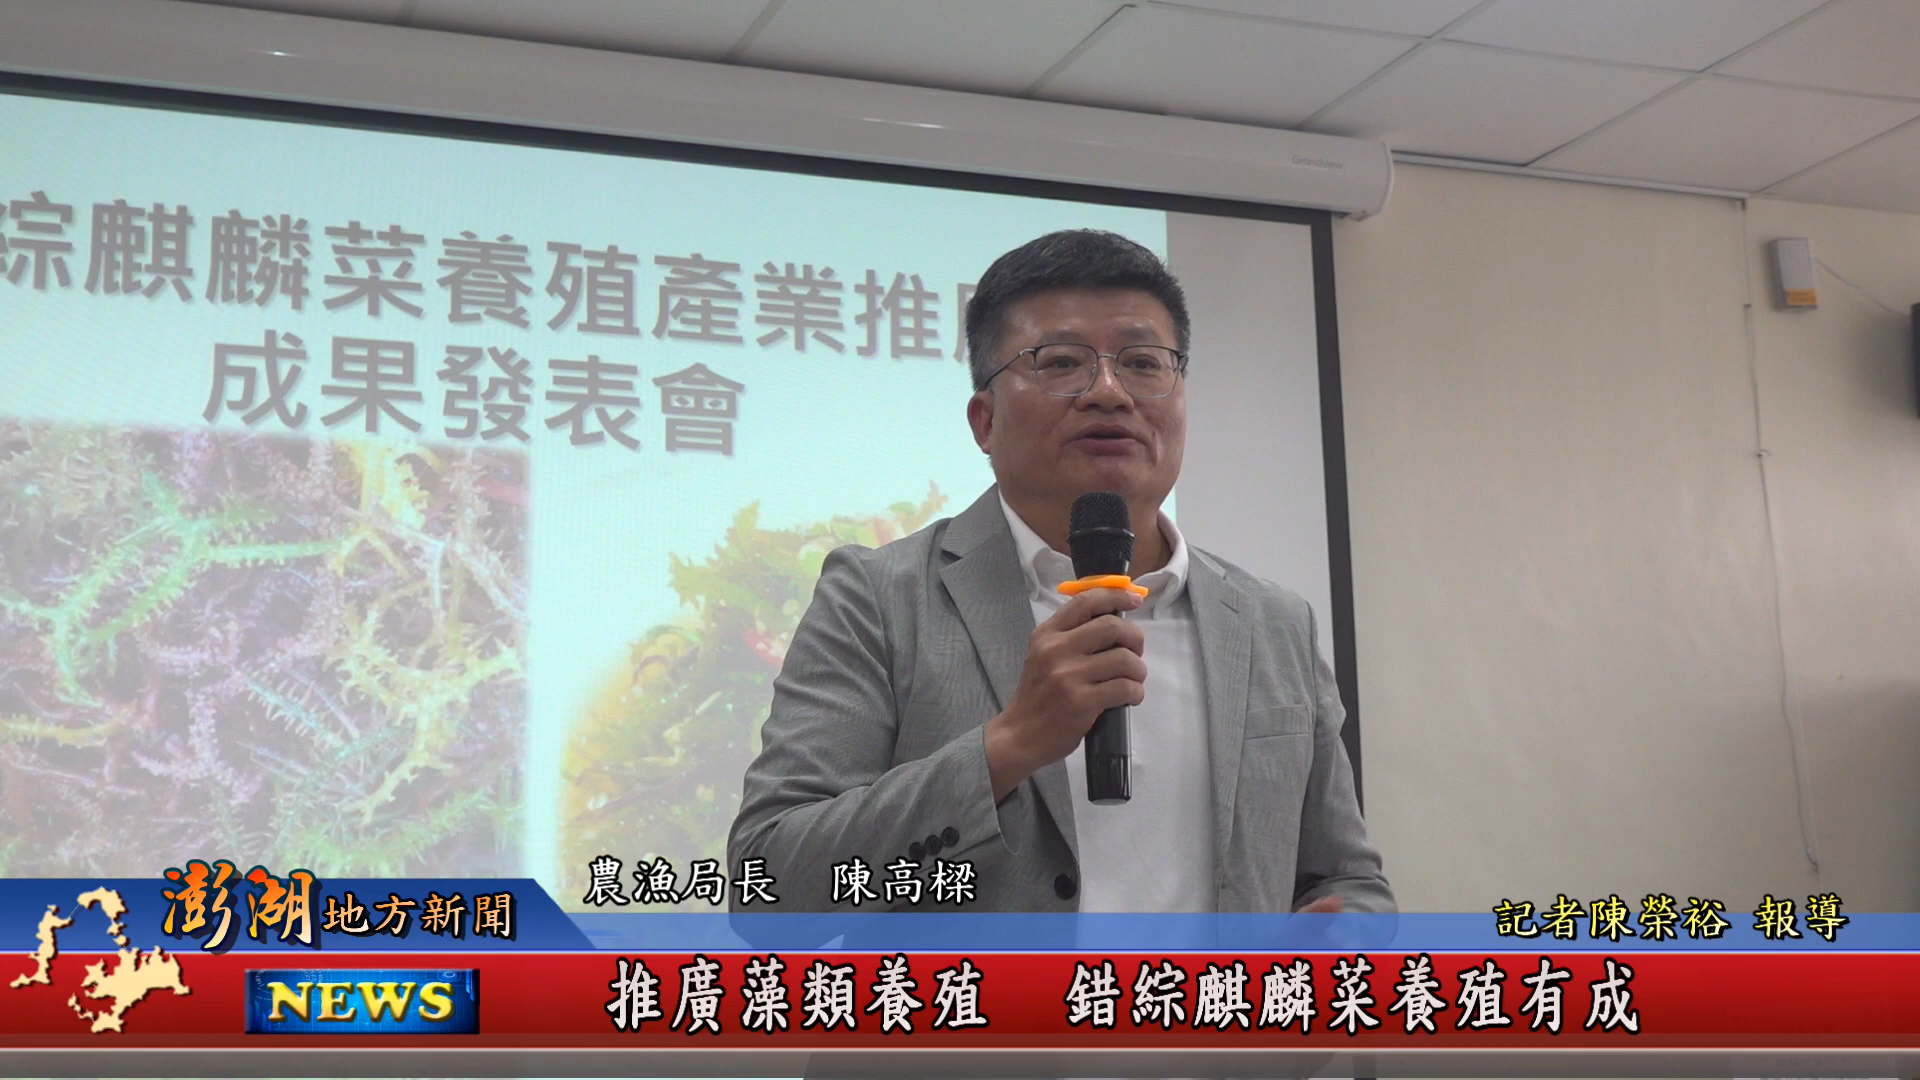 Grandview
綜麒麟菜養殖產業推
成果發表會
農漁局長 陳高樑
澎湖地方新聞
記者陳榮裕 報導
NEWS
推廣藻類養殖 錯綜麒麟菜養殖有成